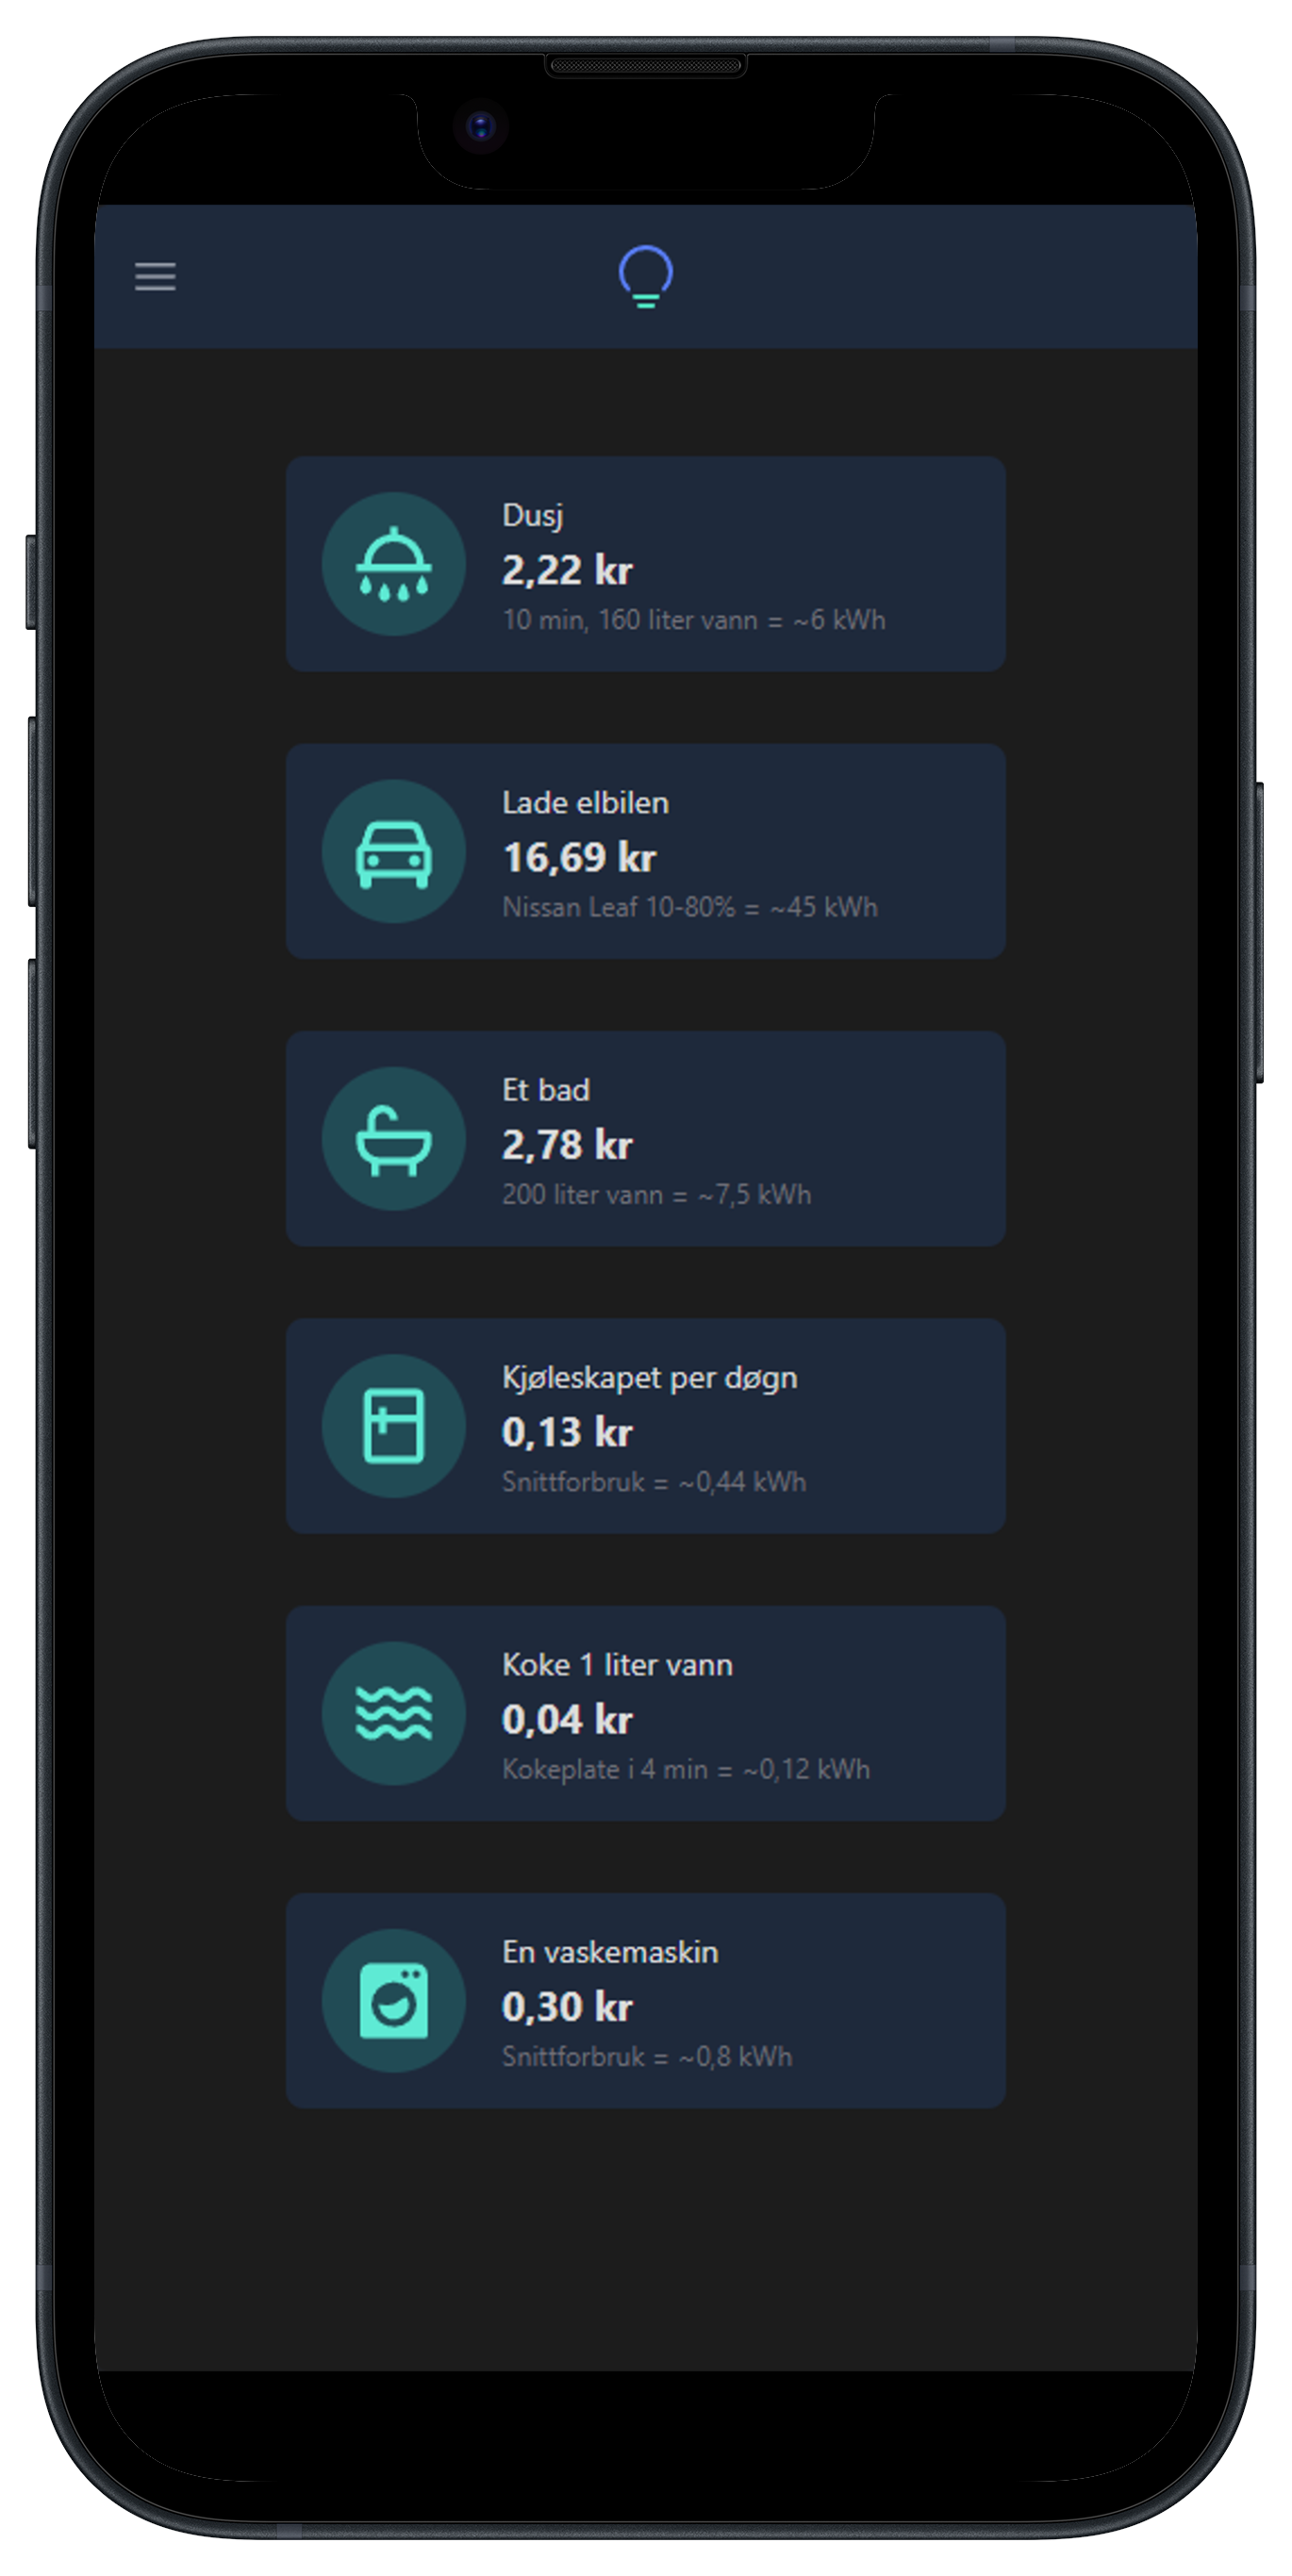 Dusj
2,22 kr
10 min, 160 liter vann = ~6 kWh
Lade elbilen
16,69 kr
Nissan Leaf 10-80% = ~45 kWh
Et bad
2,78 kr
200 liter vann = ~7,5 kWh
Kjøleskapet per døgn
0,13 kr
Snittforbruk = ~0,44 kWh
Koke 1 liter vann
0,04 kr
Kokeplate i 4 min = ~0,12 kWh
En vaskemaskin
0,30 kr
Snittforbruk = ~0,8 kWh